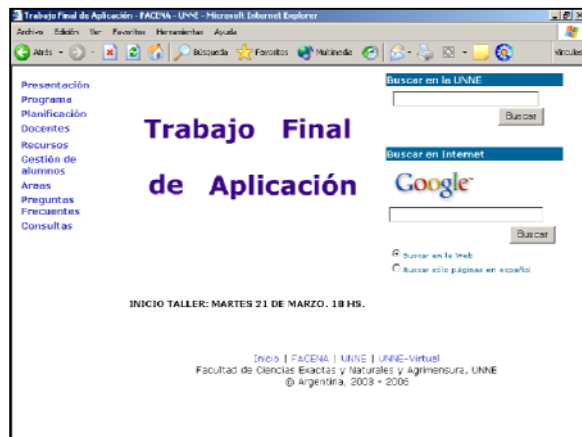 Trabajo Final de Aplicación - FACENA - UNNE - Microsoft Internet Explorer
Archivo Edición Ver Favoritos Herramientas Ayuda
Atrás Búsqueda Favoritos Multimedia Vínculos
Presentación
Programa
Planificación
Docentes
Recursos
Gestión de
alumnos
Areas
Preguntas
Frecuentes
Consultas
Trabajo Final
de Aplicación
INICIO TALLER: MARTES 21 DE MARZO. 18 HS.
Buscar en la UNNE
Buscar
Buscar en Internet
Google
Buscar
Buscar en la Web
Buscar sólo páginas en español
Inicio | FACENA | UNNE | UNNE-Virtual
Facultad de Ciencias Exactas y Naturales y Agrimensura, UNNE
© Argentina, 2003 - 2006